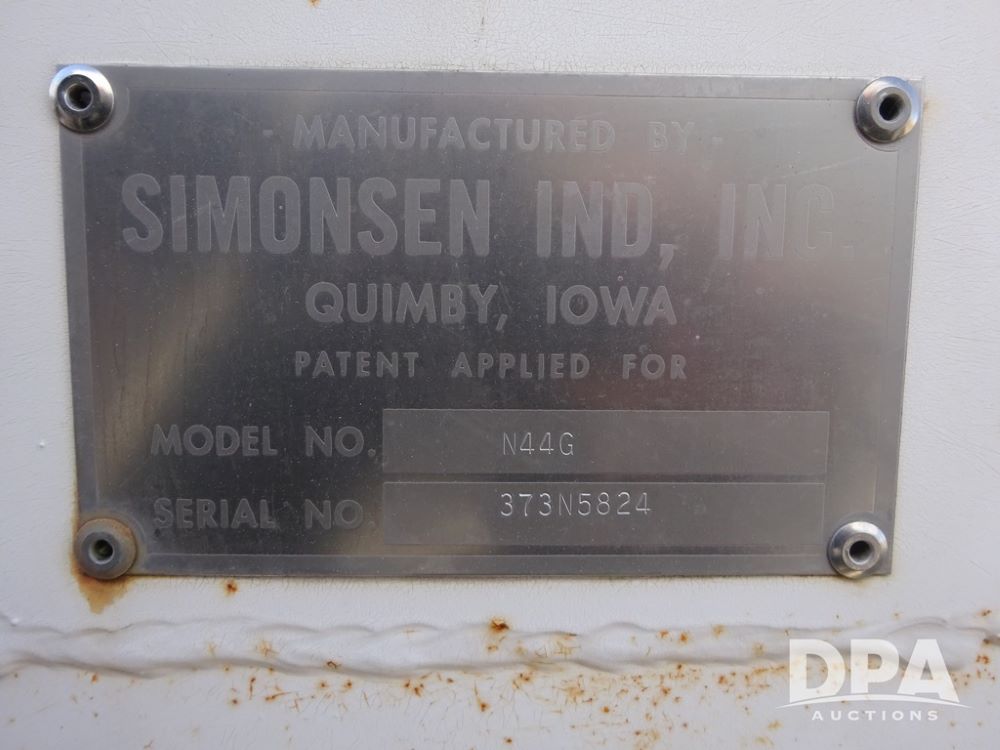 - MANUFACTURED BY -
SIMONSEN IND, INC.
QUIMBY, IOWA
PATENT APPLIED FOR
MODEL NO. N44G
SERIAL NO. 373N5824
DPA
AUCTIONS